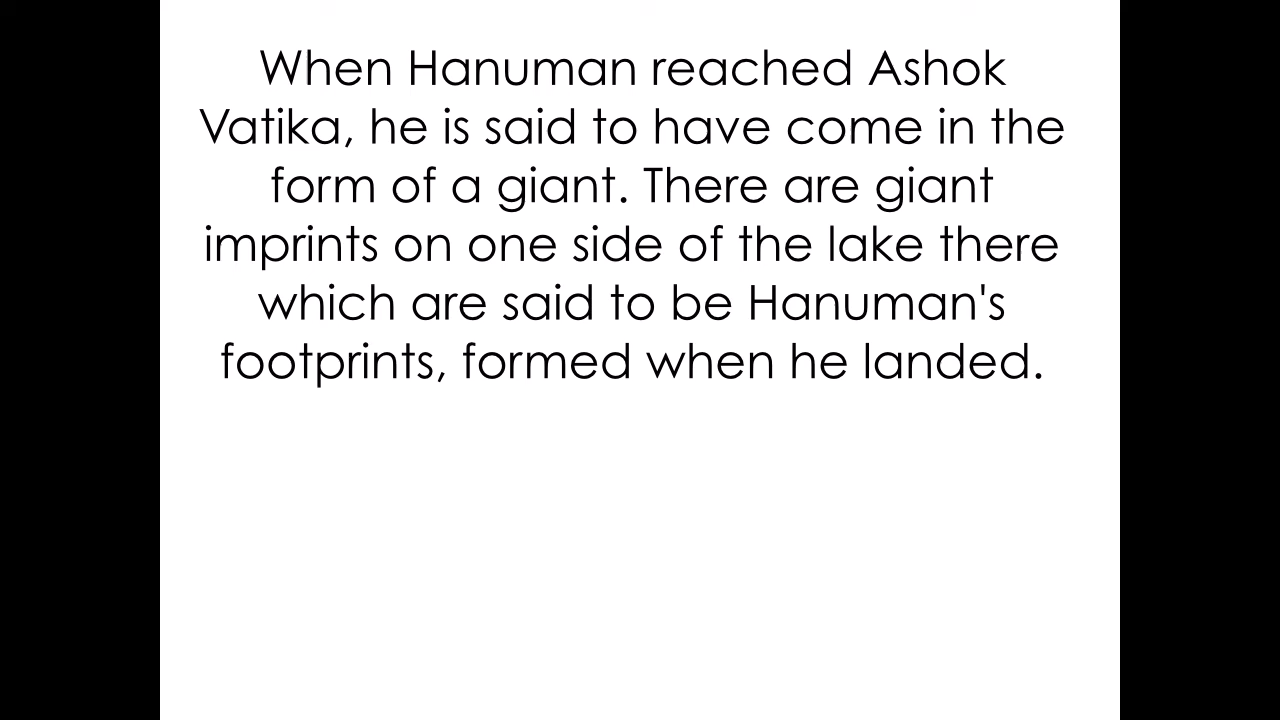 When Hanuman reached Ashok
Vatika, he is said to have come in the
form of a giant. There are giant
imprints on one side of the lake there
which are said to be Hanuman's
footprints, formed when he landed.